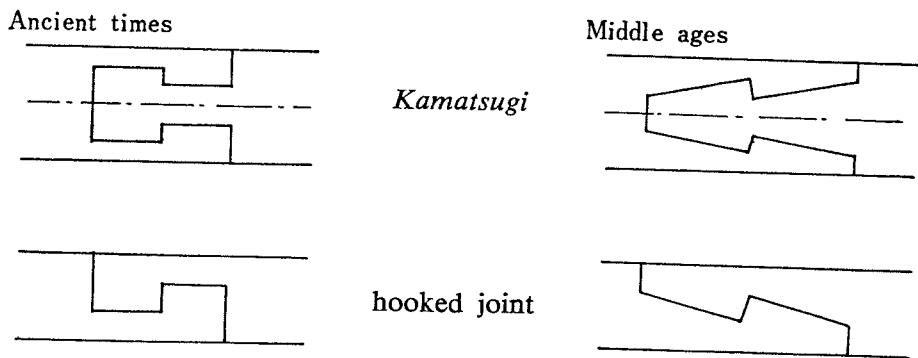 Ancient times
Middle ages
Kamatsugi
hooked joint